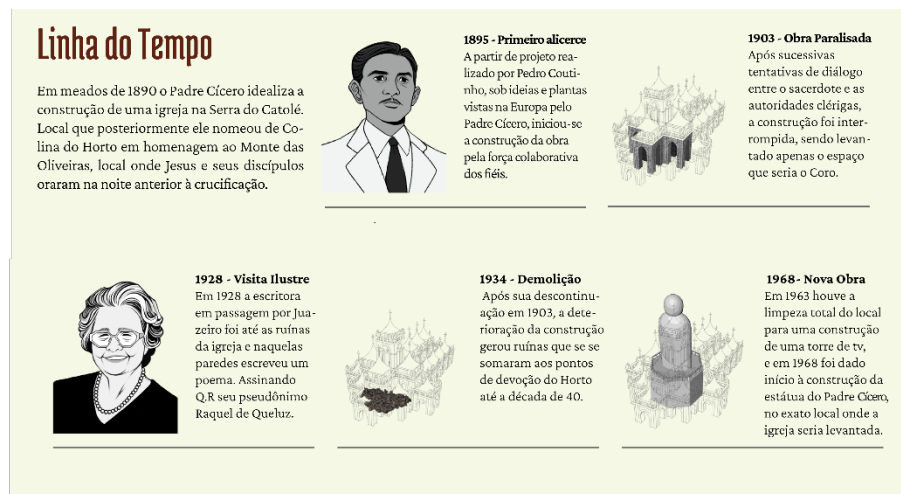 Linha do Tempo
Em meados de 1890 o Padre Cícero idealiza a
construção de uma igreja na Serra do Catolé.
Local que posteriormente ele nomeou de Co-
lina do Horto em homenagem ao Monte das
Oliveiras, local onde Jesus e seus discípulos
oraram na noite anterior à crucificação.
1895 - Primeiro alicerce
A partir de projeto rea-
lizado por Pedro Couti-
nho, sob ideias e plantas
vistas na Europa pelo
Padre Cícero, iniciou-se
a construção da obra
pela força colaborativa
dos fiéis.
1903 - Obra Paralisada
Após sucessivas
tentativas de diálogo
entre o sacerdote e as
autoridades clérigas,
a construção foi inter-
rompida, sendo levan-
tado apenas o espaço
que seria o Coro.
1928 - Visita Ilustre
Em 1928 a escritora
em passagem por Jua-
zeiro foi até as ruínas
da igreja e naquelas
paredes escreveu um
poema. Assinando
Q.R seu pseudônimo
Raquel de Queluz.
1934 - Demolição
Após sua descontinu-
ação em 1903, a dete-
rioração da construção
gerou ruínas que se se
somaram aos pontos
de devoção do Horto
até a década de 40.
1968- Nova Obra
Em 1963 houve a
limpeza total do local
para uma construção
de uma torre de tv,
e em 1968 foi dado
início à construção da
estátua do Padre Cícero,
no exato local onde a
igreja seria levantada.